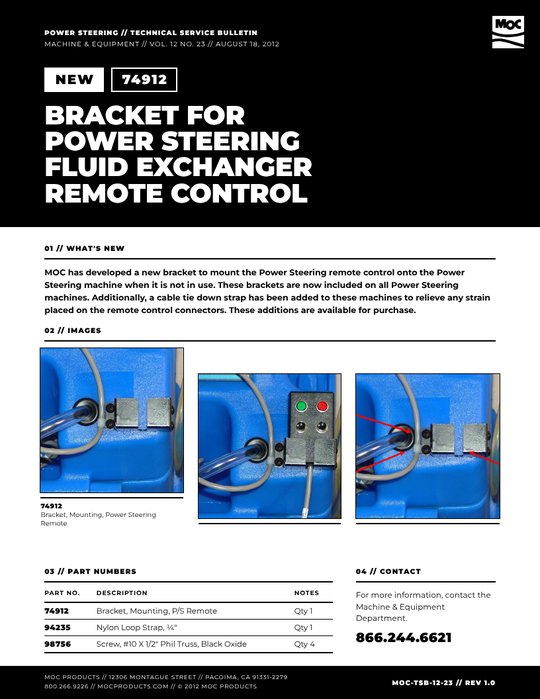 POWER STEERING // TECHNICAL SERVICE BULLETIN
MACHINE & EQUIPMENT // VOL. 12 NO. 23 // AUGUST 18, 2012
MOC
NEW 74912
BRACKET FOR
POWER STEERING
FLUID EXCHANGER
REMOTE CONTROL
01 // WHAT'S NEW
MOC has developed a new bracket to mount the Power Steering remote control onto the Power
Steering machine when it is not in use. These brackets are now included on all Power Steering
machines. Additionally, a cable tie down strap has been added to these machines to relieve any strain
placed on the remote control connectors. These additions are available for purchase.
02 // IMAGES
74912
Bracket, Mounting, Power Steering
Remote
03 // PART NUMBERS
PART NO. DESCRIPTION NOTES
74912 Bracket, Mounting, P/S Remote Qty 1
94235 Nylon Loop Strap, ¾" Qty 1
98756 Screw, #10 X 1/2" Phil Truss, Black Oxide Qty 4
04 // CONTACT
For more information, contact the
Machine & Equipment
Department.
866.244.6621
MOC PRODUCTS // 12306 MONTAGUE STREET // PACOIMA, CA 91331-2279
800.266.9226 // MOCPRODUCTS.COM // © 2012 MOC PRODUCTS
MOC-TSB-12-23 // REV 1.0